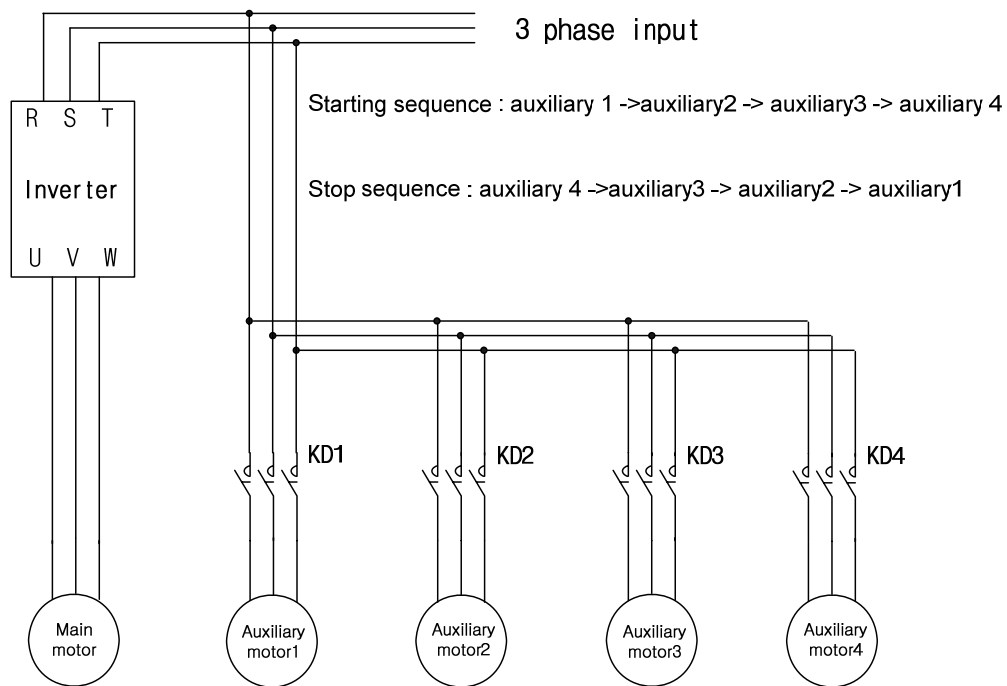 3 phase input
Starting sequence : auxiliary 1 ->auxiliary2 -> auxiliary3 -> auxiliary 4
R S T
Inverter
Stop sequence : auxiliary 4 ->auxiliary3 -> auxiliary2 -> auxiliary1
U V W
KD1
KD2
KD3
KD4
Main
motor
Auxiliary
motor1
Auxiliary
motor2
Auxiliary
motor3
Auxiliary
motor4